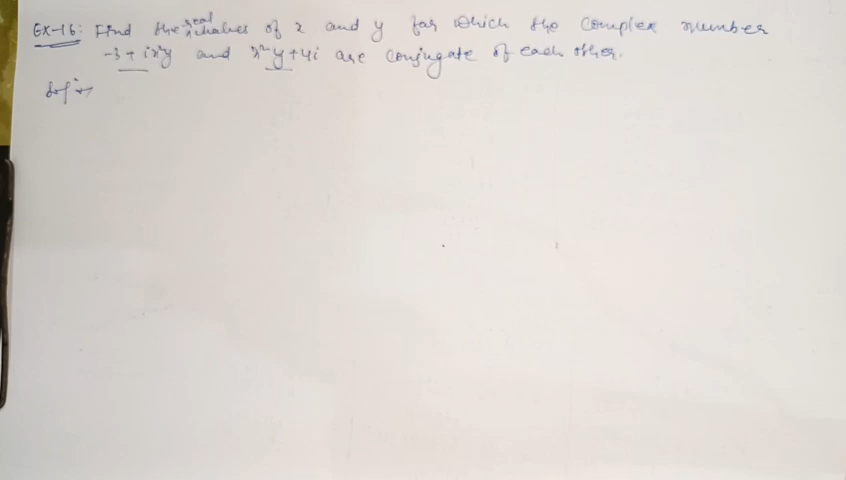 Ex-16: Find the real values of x and y for which the complex number
-3 + ix²y and x² y + 4i are conjugate of each other.
Solⁿ